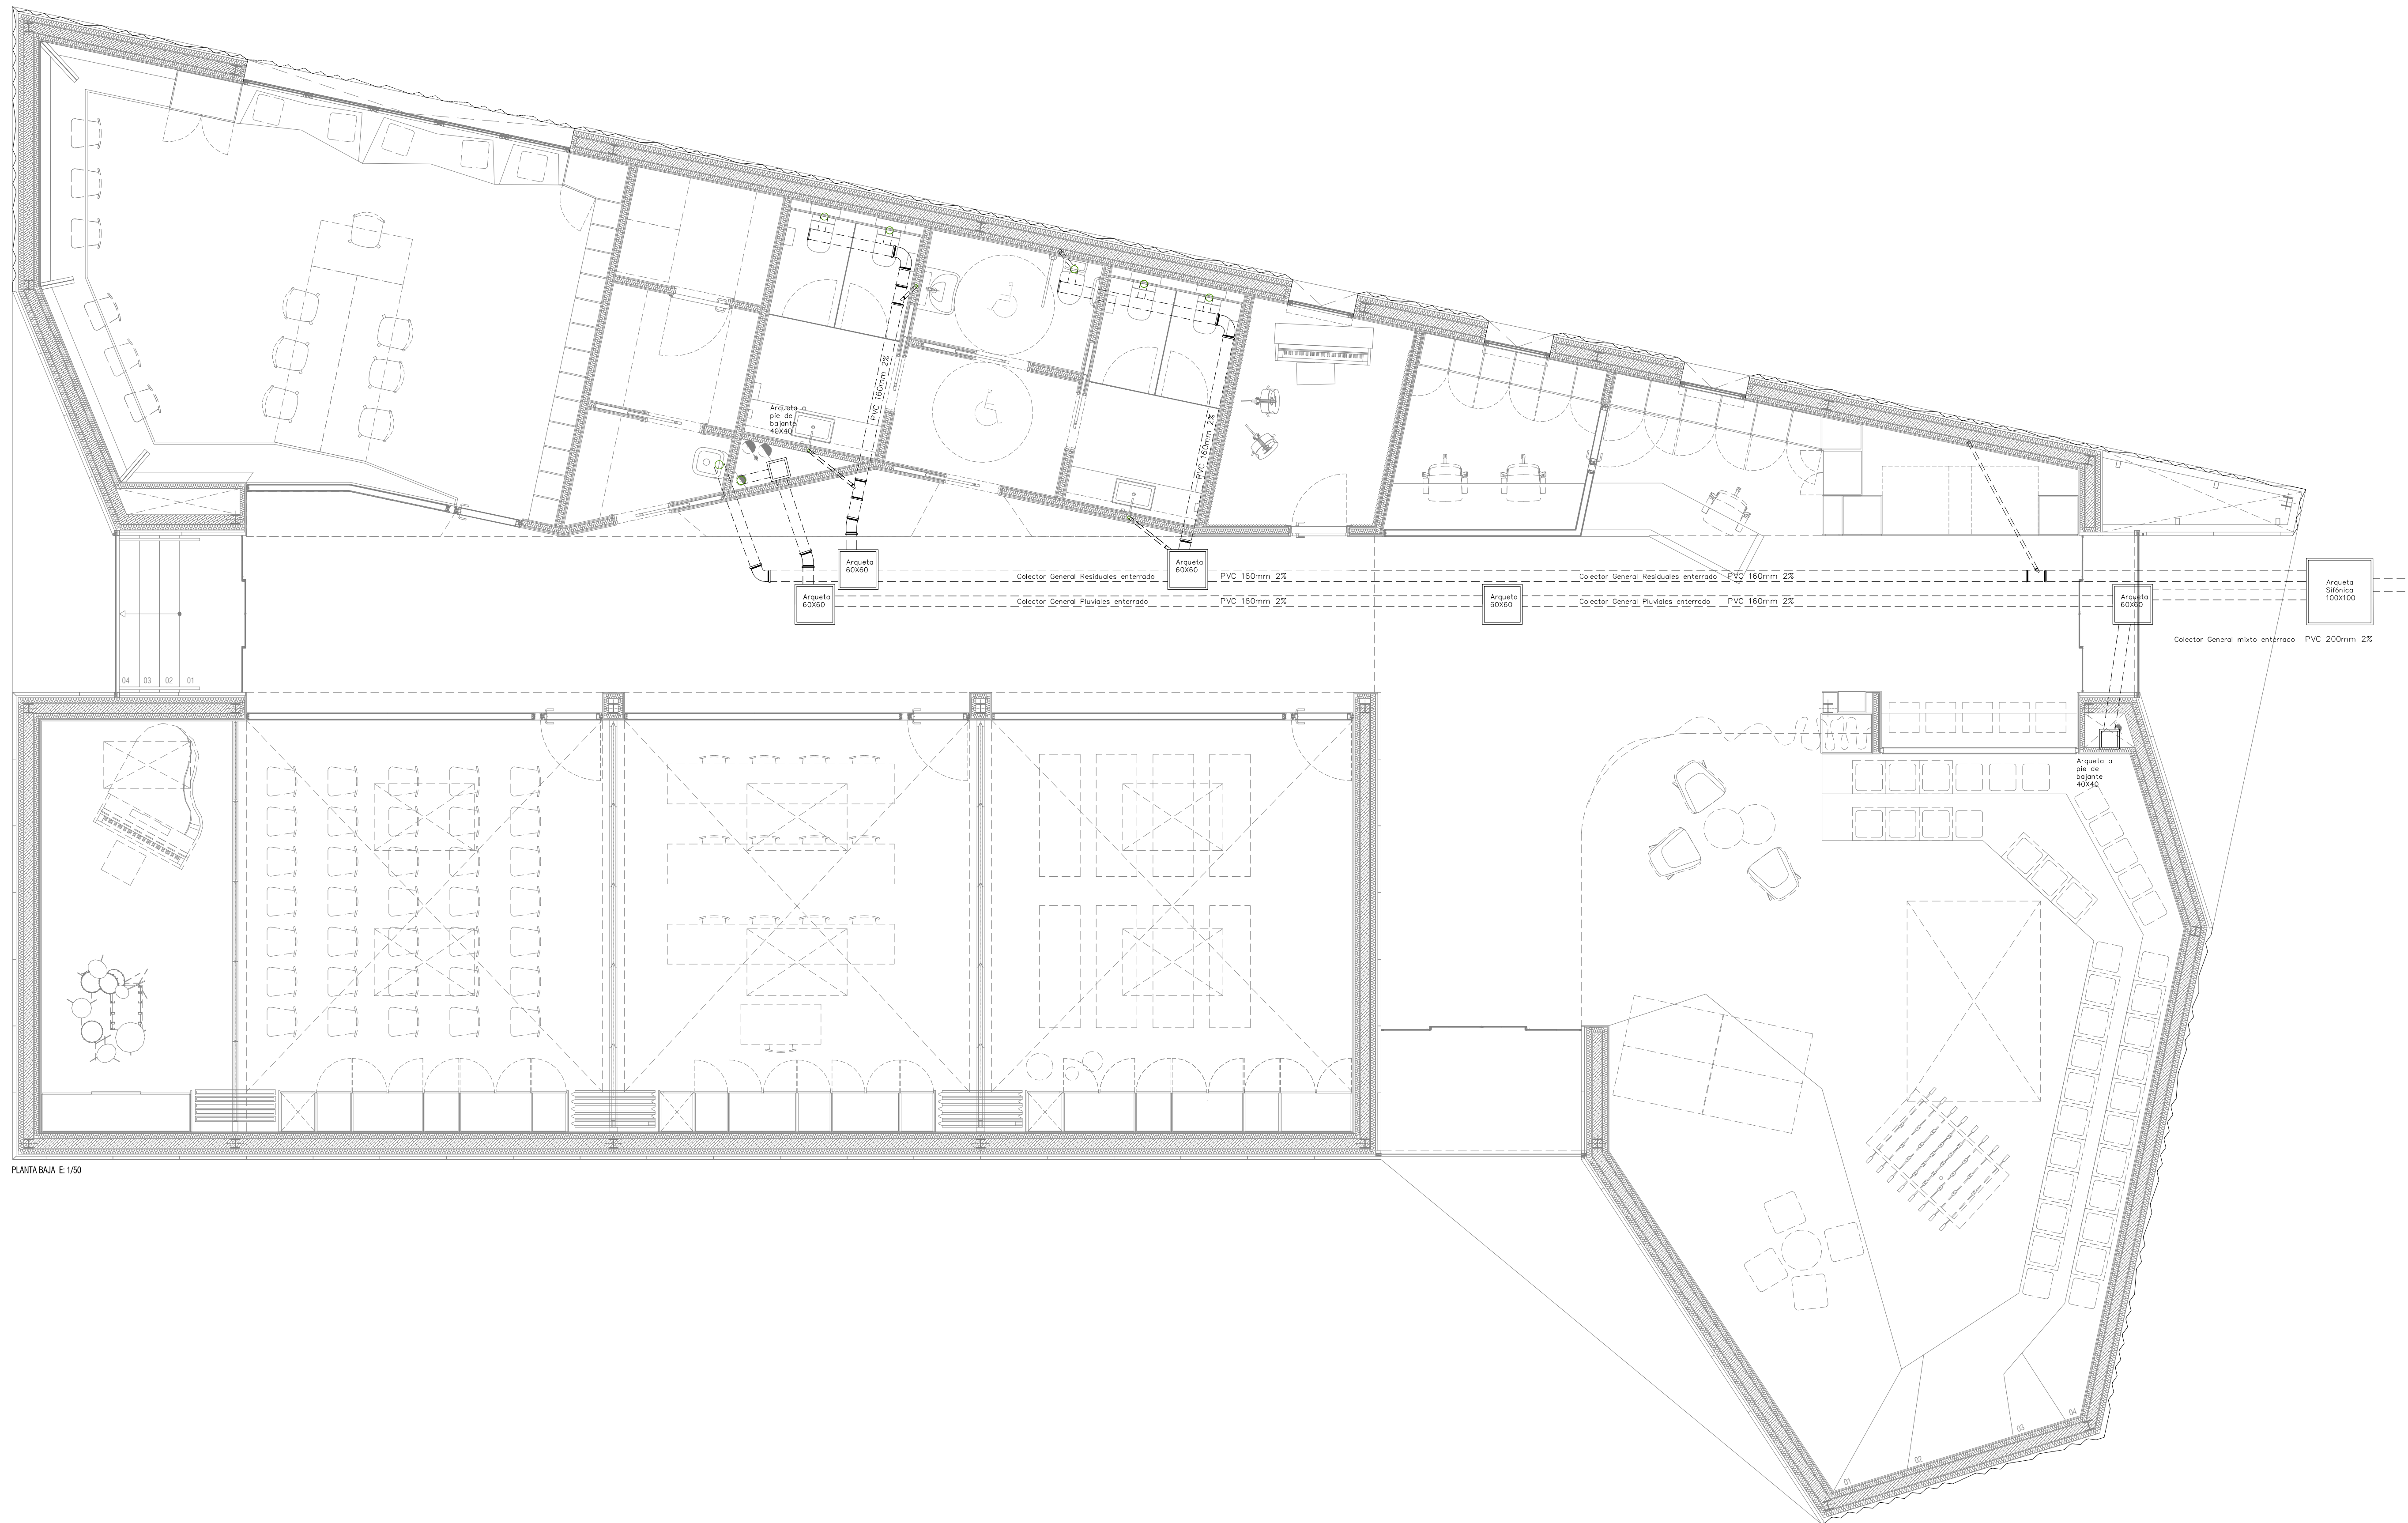 PVC 160mm 2%
Arqueta a
pie de
bajante
40X40
PVC 160mm 2%
Arqueta
60X60
Arqueta
60X60
Colector General Residuales enterrado
PVC 160mm 2%
Colector General Residuales enterrado
PVC 160mm 2%
Arqueta
Sifónica
100X100
Arqueta
60X60
Colector General Pluviales enterrado
PVC 160mm 2%
Arqueta
60X60
Colector General Pluviales enterrado
PVC 160mm 2%
Arqueta
60X60
Colector General mixto enterrado PVC 200mm 2%
04 03 02 01
Arqueta a
pie de
bajante
40X40
PLANTA BAJA E: 1/50
01
02
03
04